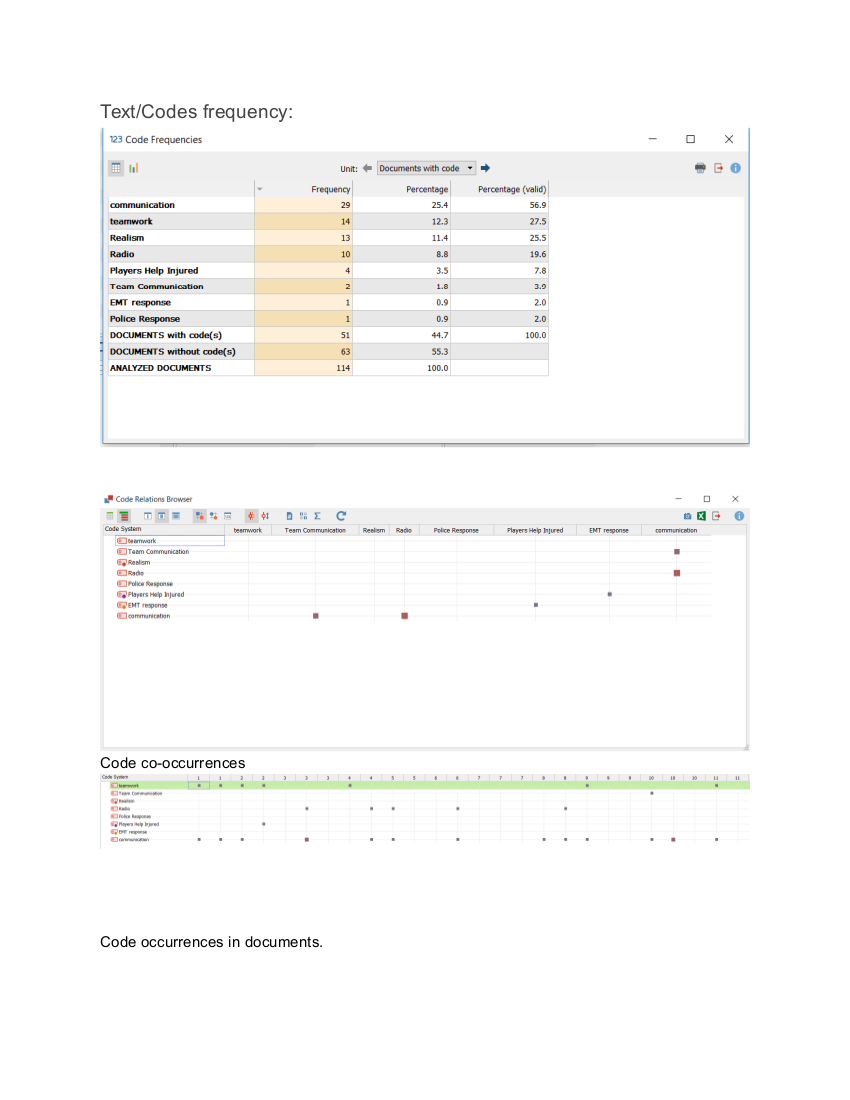 Text/Codes frequency:
123 Code Frequencies
Unit: Documents with code
Frequency Percentage Percentage (valid)
communication 29 25.4 56.9
teamwork 14 12.3 27.5
Realism 13 11.4 25.5
Radio 10 8.8 19.6
Players Help Injured 4 3.5 7.8
Team Communication 2 1.8 3.9
EMT response 1 0.9 2.0
Police Response 1 0.9 2.0
DOCUMENTS with code(s) 51 44.7 100.0
DOCUMENTS without code(s) 63 55.3
ANALYZED DOCUMENTS 114 100.0
Code Relations Browser
Code System teamwork Team Communication Realism Radio Police Response Players Help Injured EMT response communication
teamwork
Team Communication
Realism
Radio
Police Response
Players Help Injured
EMT response
communication
Code co-occurrences
Code System 1 1 2 2 3 3 4 4 5 5 6 6 7 7 7 8 8 9 9 10 10 11 11
teamwork
Team Communication
Realism
Radio
Police Response
Players Help Injured
EMT response
communication
Code occurrences in documents.